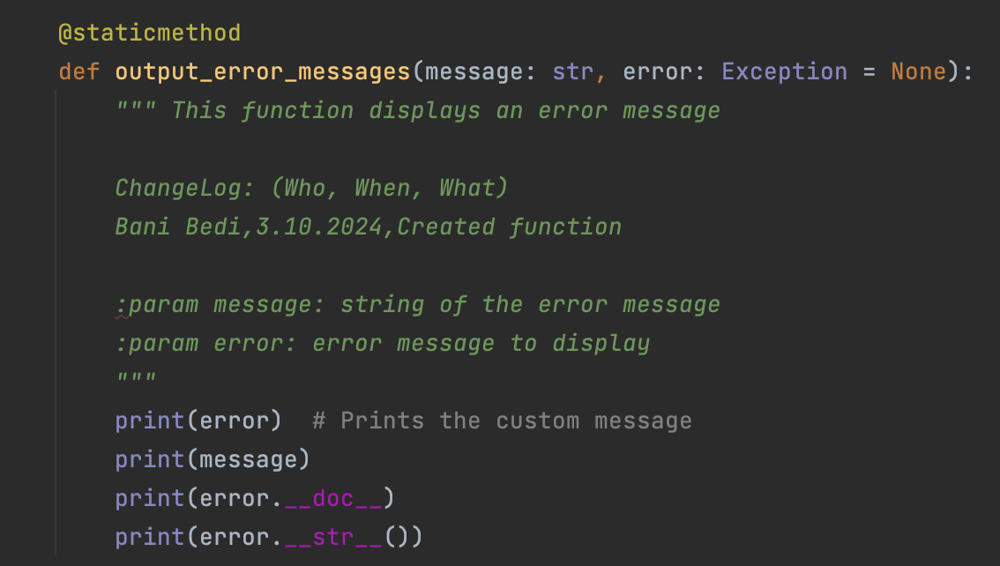 @staticmethod
def output_error_messages(message: str, error: Exception = None):
""" This function displays an error message
ChangeLog: (Who, When, What)
Bani Bedi,3.10.2024,Created function
:param message: string of the error message
:param error: error message to display
"""
print(error)  # Prints the custom message
print(message)
print(error.__doc__)
print(error.__str__())